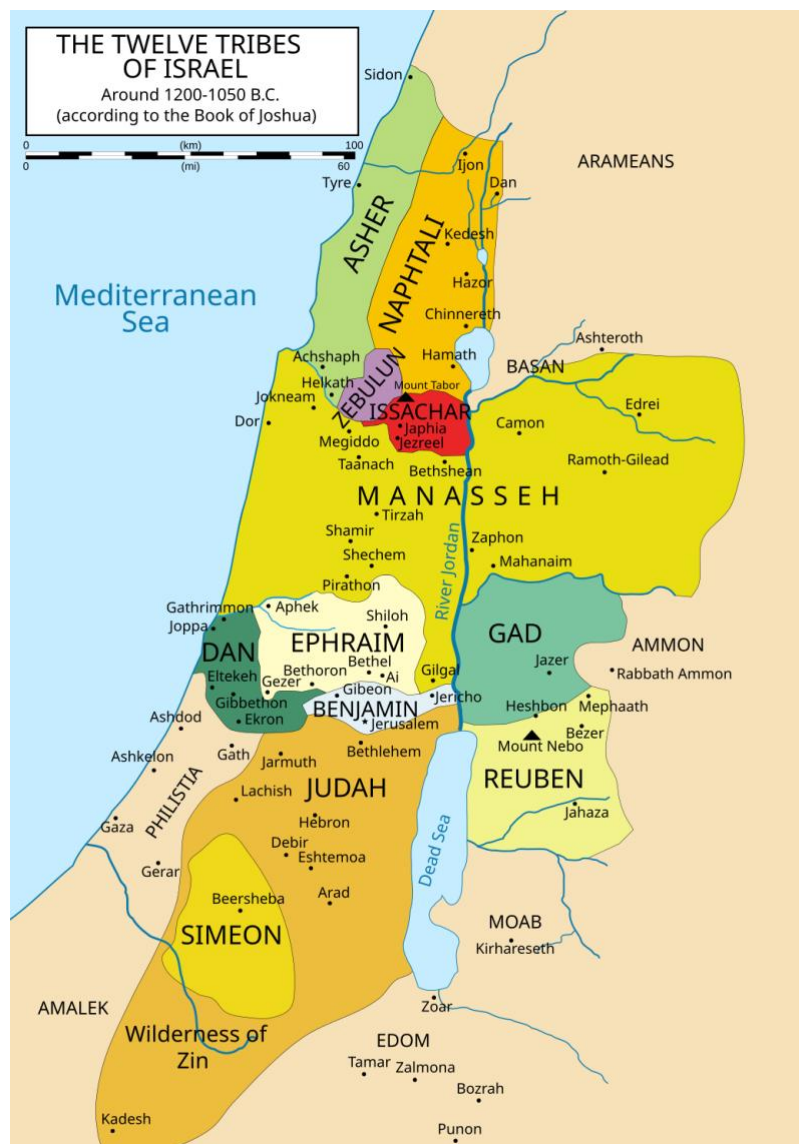 THE TWELVE TRIBES
OF ISRAEL
Around 1200-1050 B.C.
(according to the Book of Joshua)
0 (km) 100
0 (mi) 60
Sidon
ARAMEANS
Ijon
Tyre
Dan
ASHER
NAPHTALI
Kedesh
Hazor
Mediterranean
Sea
Chinnereth
Ashteroth
Achshaph
Hamath
BASAN
Helkath
ZEBULUN
Mount Tabor
Jokneam
ISSACHAR
Edrei
Dor
Japhia
Camon
Megiddo
Jezreel
Taanach
Bethshean
Ramoth-Gilead
MANASSEH
Tirzah
Shamir
River Jordan
Zaphon
Shechem
Mahanaim
Pirathon
Gathrimmon
Aphek
Joppa
Shiloh
GAD
DAN
EPHRAIM
AMMON
Bethel
Jazer
Eltekeh
Bethoron
Ai
Gilgal
Rabbath Ammon
Gezer
Gibeon
Gibbethon
Jericho
Mephaath
BENJAMIN
Heshbon
Ashdod
Ekron
Jerusalem
Bezer
Gath
Bethlehem
Mount Nebo
Ashkelon
Jarmuth
REUBEN
JUDAH
PHILISTIA
Lachish
Jahaza
Gaza
Hebron
Dead Sea
Debir
Eshtemoa
Gerar
Arad
Beersheba
MOAB
SIMEON
Kirhareseth
AMALEK
Zoar
Wilderness of
Zin
EDOM
Tamar
Zalmona
Bozrah
Kadesh
Punon